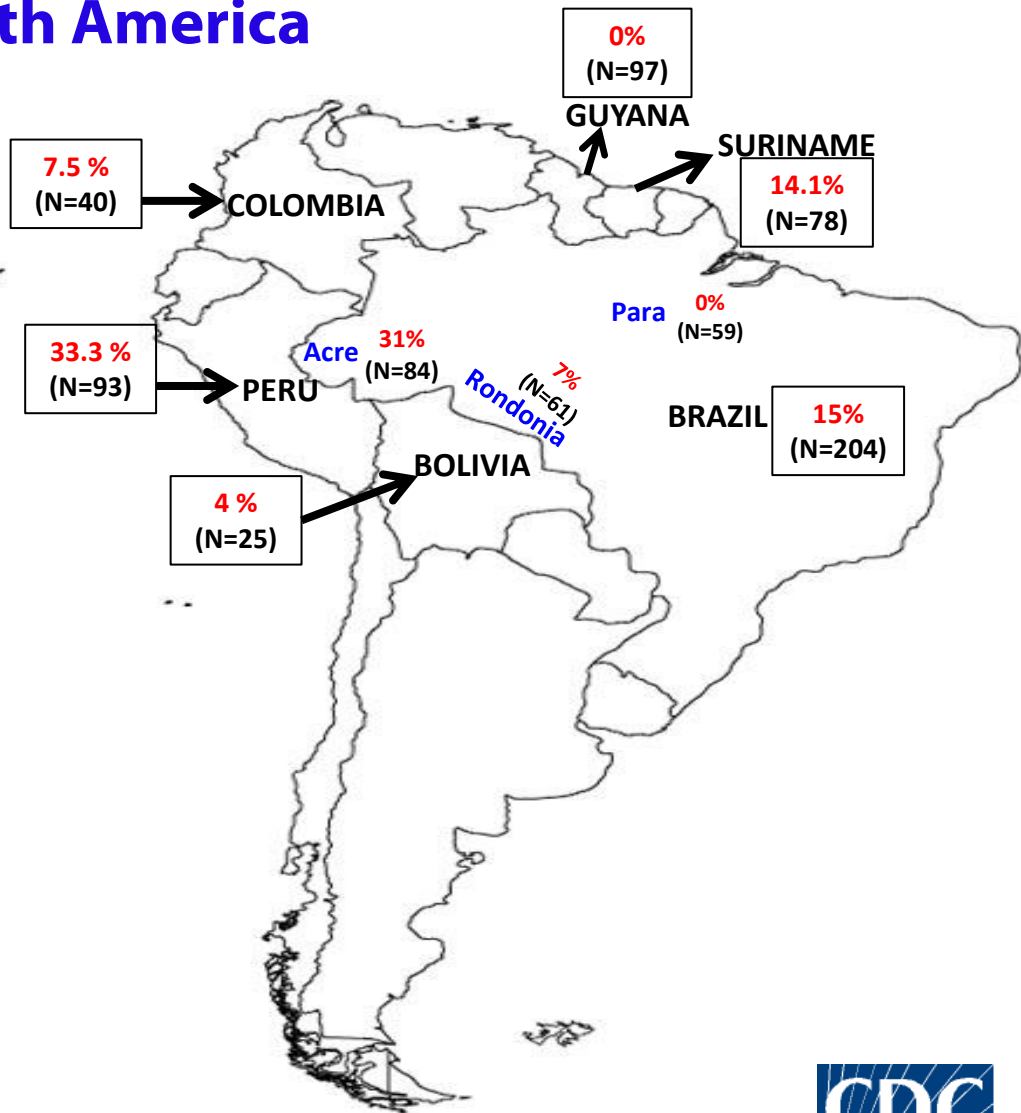 th America
0%
(N=97)
GUYANA
SURINAME
14.1%
(N=78)
7.5 %
(N=40)
COLOMBIA
Para
0%
(N=59)
33.3 %
(N=93)
PERU
Acre
31%
(N=84)
7%
(N=61)
Rondonia
BRAZIL
15%
(N=204)
BOLIVIA
4 %
(N=25)
CDC